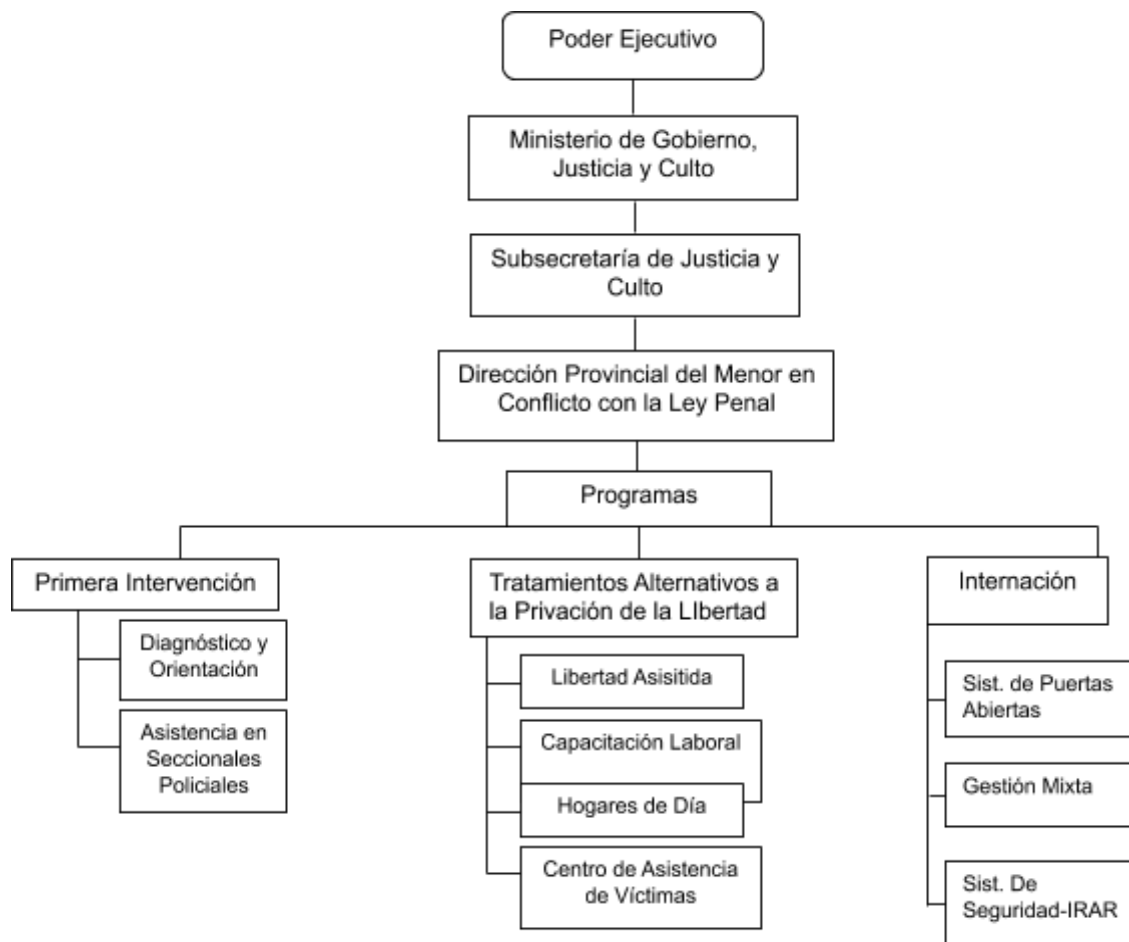 Poder Ejecutivo
Ministerio de Gobierno,
Justicia y Culto
Subsecretaría de Justicia y
Culto
Dirección Provincial del Menor en
Conflicto con la Ley Penal
Programas
Primera Intervención
Diagnóstico y
Orientación
Asistencia en
Seccionales
Policiales
Tratamientos Alternativos a
la Privación de la LIbertad
Libertad Asisitida
Capacitación Laboral
Hogares de Día
Centro de Asistencia
de Víctimas
Internación
Sist. de Puertas
Abiertas
Gestión Mixta
Sist. De
Seguridad-IRAR